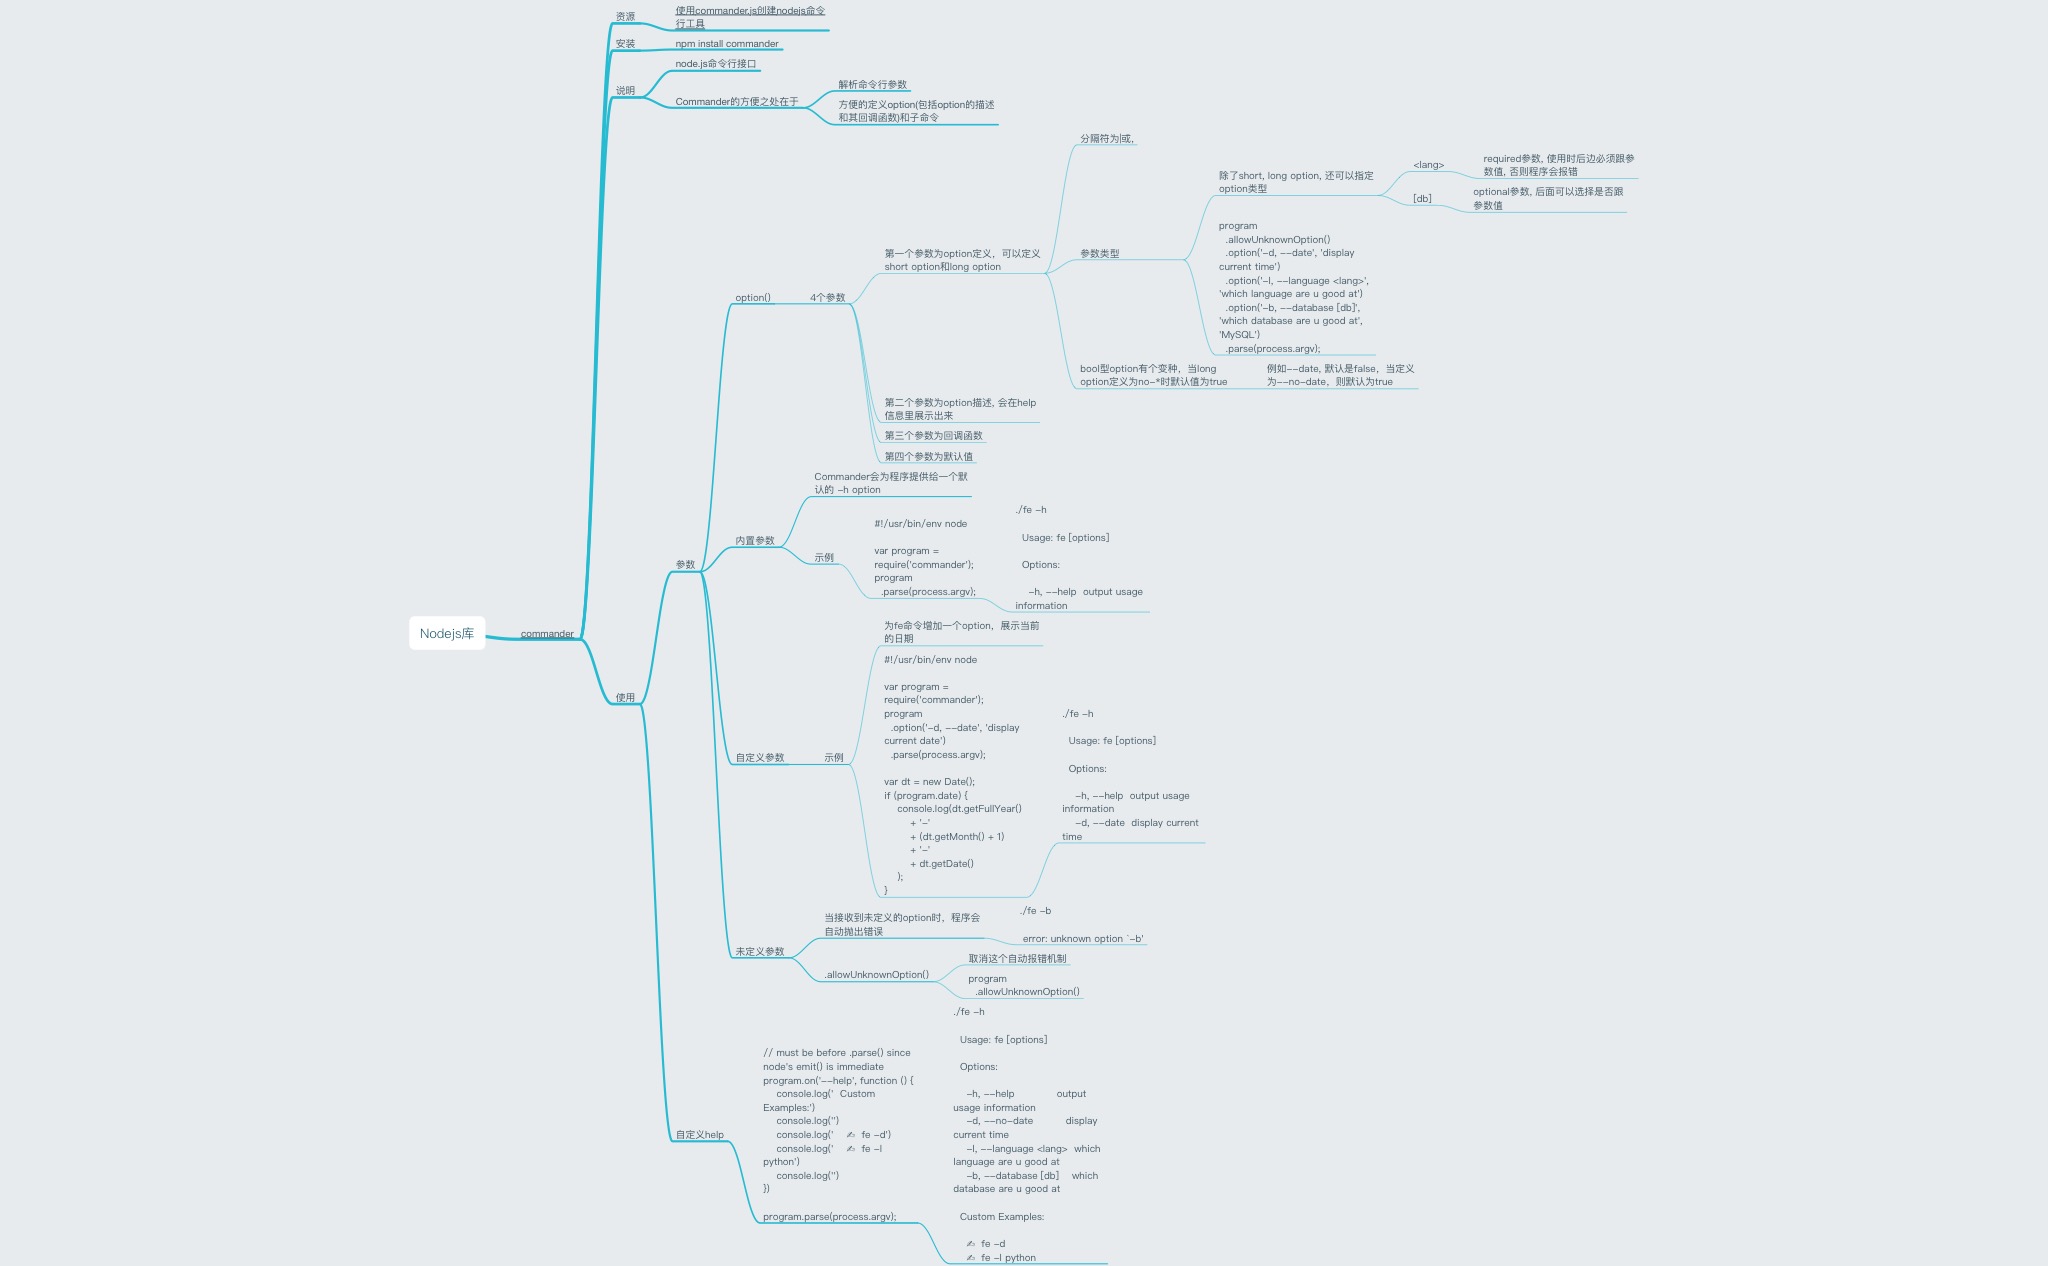 Nodejs库
commander
资源
使用commander.js创建nodejs命令
行工具
安装
npm install commander
说明
node.js命令行接口
Commander的方便之处在于
解析命令行参数
方便的定义option(包括option的描述
和其回调函数)和子命令
使用
参数
option()
4个参数
第一个参数为option定义，可以定义
short option和long option
分隔符为|或,
参数类型
除了short, long option, 还可以指定
option类型
<lang>
required参数, 使用时后边必须跟参
数值, 否则程序会报错
[db]
optional参数, 后面可以选择是否跟
参数值
program
.allowUnknownOption()
.option('-d, --date', 'display
current time')
.option('-l, --language <lang>',
'which language are u good at')
.option('-b, --database [db]',
'which database are u good at',
'MySQL')
.parse(process.argv);
bool型option有个变种，当long
option定义为no-*时默认值为true
例如--date, 默认是false，当定义
为--no-date，则默认为true
第二个参数为option描述, 会在help
信息里展示出来
第三个参数为回调函数
第四个参数为默认值
内置参数
Commander会为程序提供给一个默
认的 -h option
示例
#!/usr/bin/env node
var program =
require('commander');
program
.parse(process.argv);
./fe -h
Usage: fe [options]
Options:
-h, --help  output usage
information
自定义参数
示例
为fe命令增加一个option，展示当前
的日期
#!/usr/bin/env node
var program =
require('commander');
program
.option('-d, --date', 'display
current date')
.parse(process.argv);
var dt = new Date();
if (program.date) {
console.log(dt.getFullYear()
+ '-'
+ (dt.getMonth() + 1)
+ '-'
+ dt.getDate()
);
}
./fe -h
Usage: fe [options]
Options:
-h, --help  output usage
information
-d, --date  display current
time
未定义参数
当接收到未定义的option时，程序会
自动抛出错误
./fe -b
error: unknown option `-b'
.allowUnknownOption()
取消这个自动报错机制
program
.allowUnknownOption()
自定义help
// must be before .parse() since
node's emit() is immediate
program.on('--help', function () {
console.log('  Custom
Examples:')
console.log('')
console.log('    ✍  fe -d')
console.log('    ✍  fe -l
python')
console.log('')
})
program.parse(process.argv);
./fe -h
Usage: fe [options]
Options:
-h, --help             output
usage information
-d, --no-date          display
current time
-l, --language <lang>  which
language are u good at
-b, --database [db]    which
database are u good at
Custom Examples:
✍  fe -d
✍  fe -l python